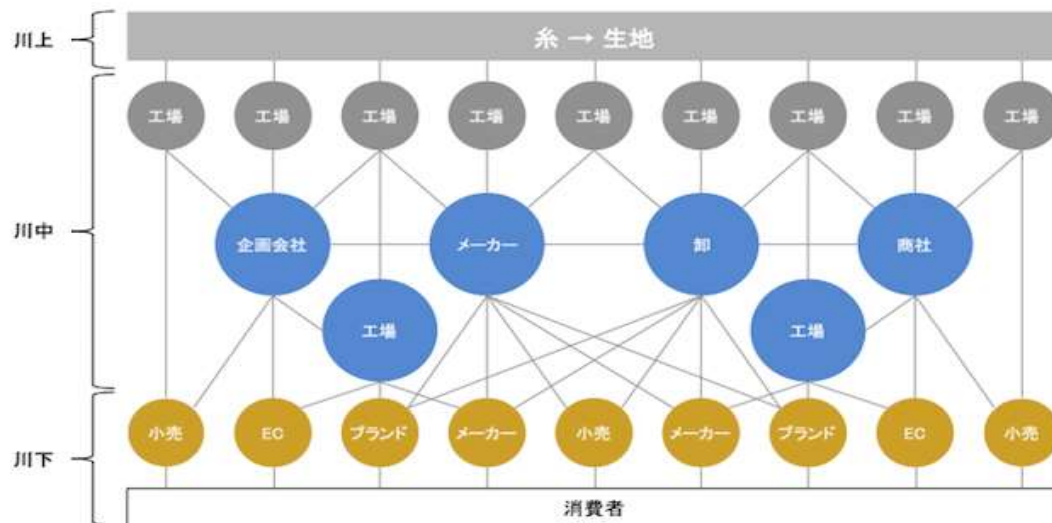 川上
糸 → 生地
工場 工場 工場 工場 工場 工場 工場 工場 工場
川中
企画会社 メーカー 卸 商社
工場 工場
小売 EC ブランド メーカー 小売 メーカー ブランド EC 小売
川下
消費者